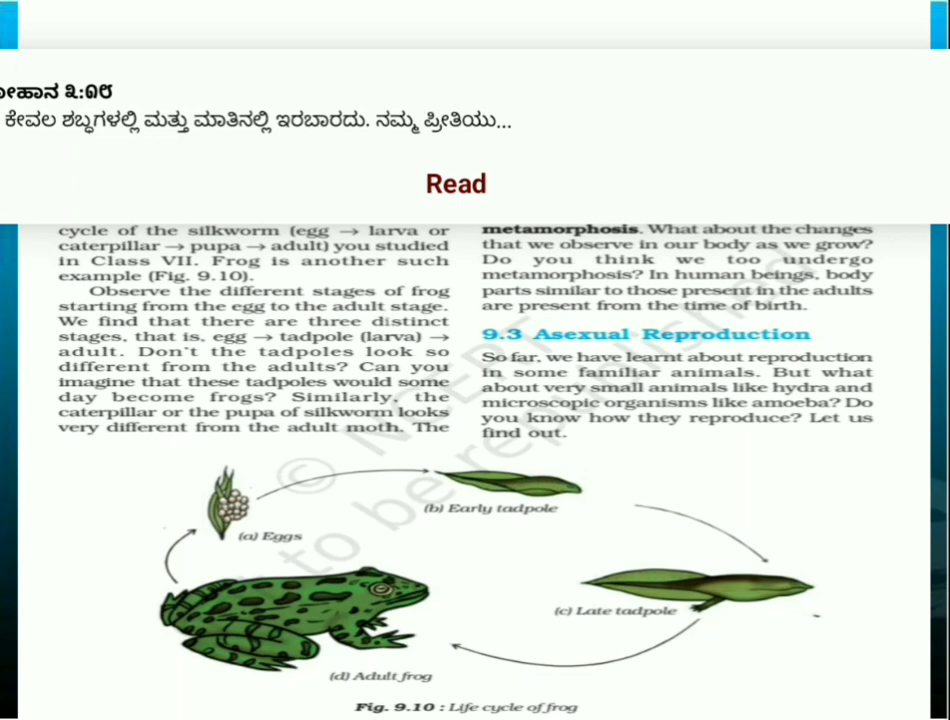 ೩:೧೮
ಕೇವಲ ಶಬ್ಧಗಳಲ್ಲಿ ಮತ್ತು ಮಾತಿನಲ್ಲಿ ಇರಬಾರದು. ನಮ್ಮ ಪ್ರೀತಿಯು...
Read
cycle of the silkworm (egg → larva or
caterpillar → pupa → adult) you studied
in Class VII. Frog is another such
example (Fig. 9.10).
Observe the different stages of frog
starting from the egg to the adult stage.
We find that there are three distinct
stages, that is, egg → tadpole (larva) →
adult. Don't the tadpoles look so
different from the adults? Can you
imagine that these tadpoles would some
day become frogs? Similarly, the
caterpillar or the pupa of silkworm looks
very different from the adult moth. The
metamorphosis. What about the changes
that we observe in our body as we grow?
Do you think we too undergo
metamorphosis? In human beings, body
parts similar to those present in the adults
are present from the time of birth.
9.3 Asexual Reproduction
So far, we have learnt about reproduction
in some familiar animals. But what
about very small animals like hydra and
microscopic organisms like amoeba? Do
you know how they reproduce? Let us
find out.
(a) Eggs
(b) Early tadpole
(c) Late tadpole
(d) Adult frog
Fig. 9.10 : Life cycle of frog
© NCERT
to be republished